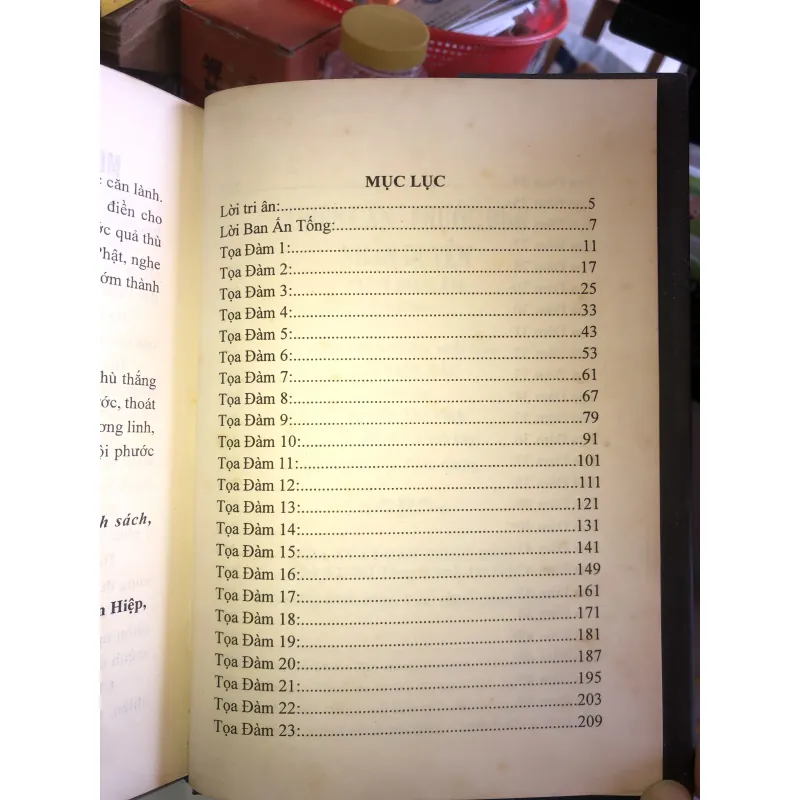 căn lành.
điền cho
quả thù
Phật, nghe
thành
thù thắng
thoát
linh,
phước
sách,
Hiệp,
MỤC LỤC
Lời tri ân:..........5
Lời Ban Ấn Tống:..........7
Tọa Đàm 1:..........11
Tọa Đàm 2:..........17
Tọa Đàm 3:..........25
Tọa Đàm 4:..........33
Tọa Đàm 5:..........43
Tọa Đàm 6:..........53
Tọa Đàm 7:..........61
Tọa Đàm 8:..........67
Tọa Đàm 9:..........79
Tọa Đàm 10:..........91
Tọa Đàm 11:..........101
Tọa Đàm 12:..........111
Tọa Đàm 13:..........121
Tọa Đàm 14:..........131
Tọa Đàm 15:..........141
Tọa Đàm 16:..........149
Tọa Đàm 17:..........161
Tọa Đàm 18:..........171
Tọa Đàm 19:..........181
Tọa Đàm 20:..........187
Tọa Đàm 21:..........195
Tọa Đàm 22:..........203
Tọa Đàm 23:..........209